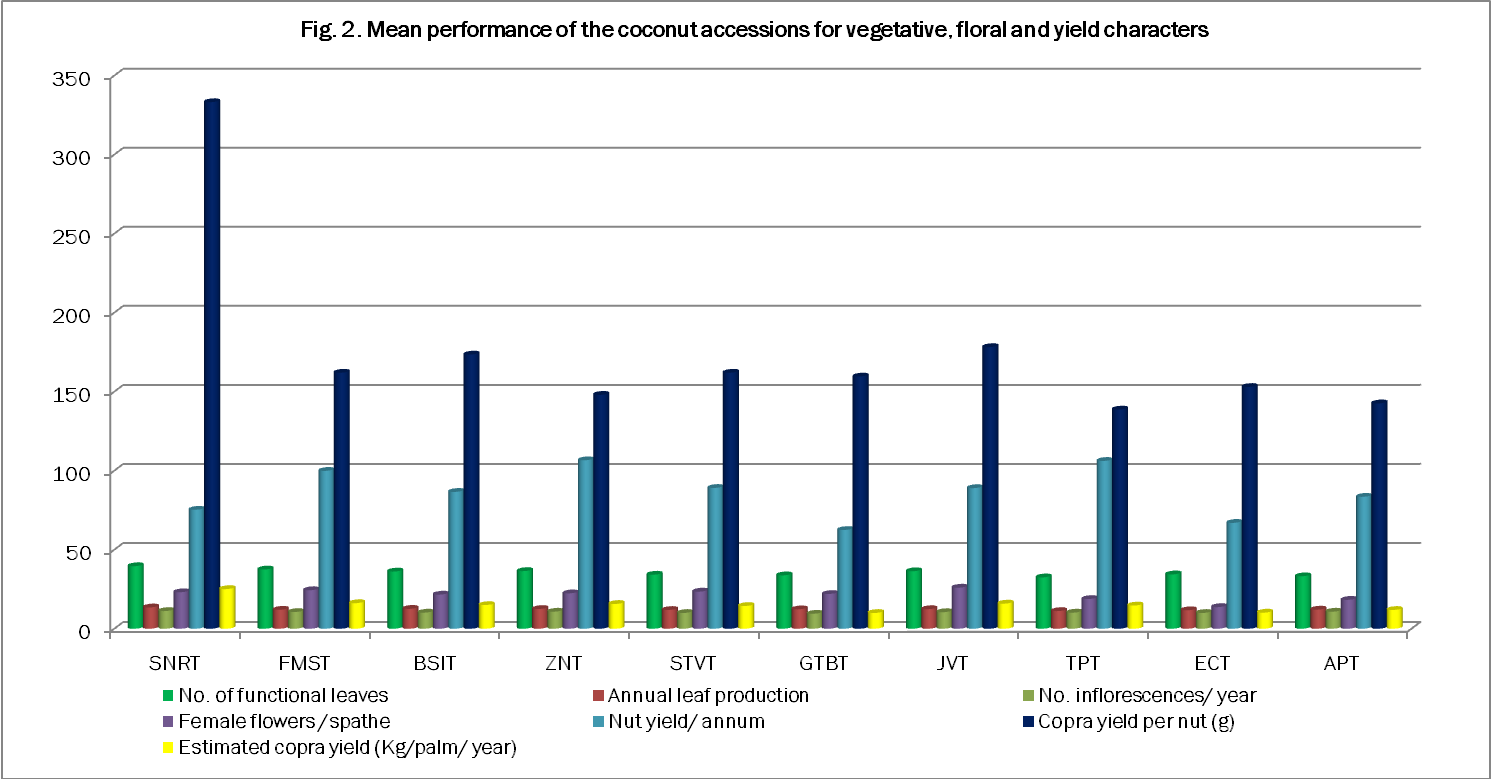 Fig. 2. Mean performance of the coconut accessions for vegetative, floral and yield characters
350
300
250
200
150
100
50
0
SNRT FMST BSIT ZNT STVT GTBT JVT TPT ECT APT
No. of functional leaves Annual leaf production No. inflorescences/ year
Female flowers/spathe Nut yield/ annum Copra yield per nut (g)
Estimated copra yield (Kg/palm/ year)